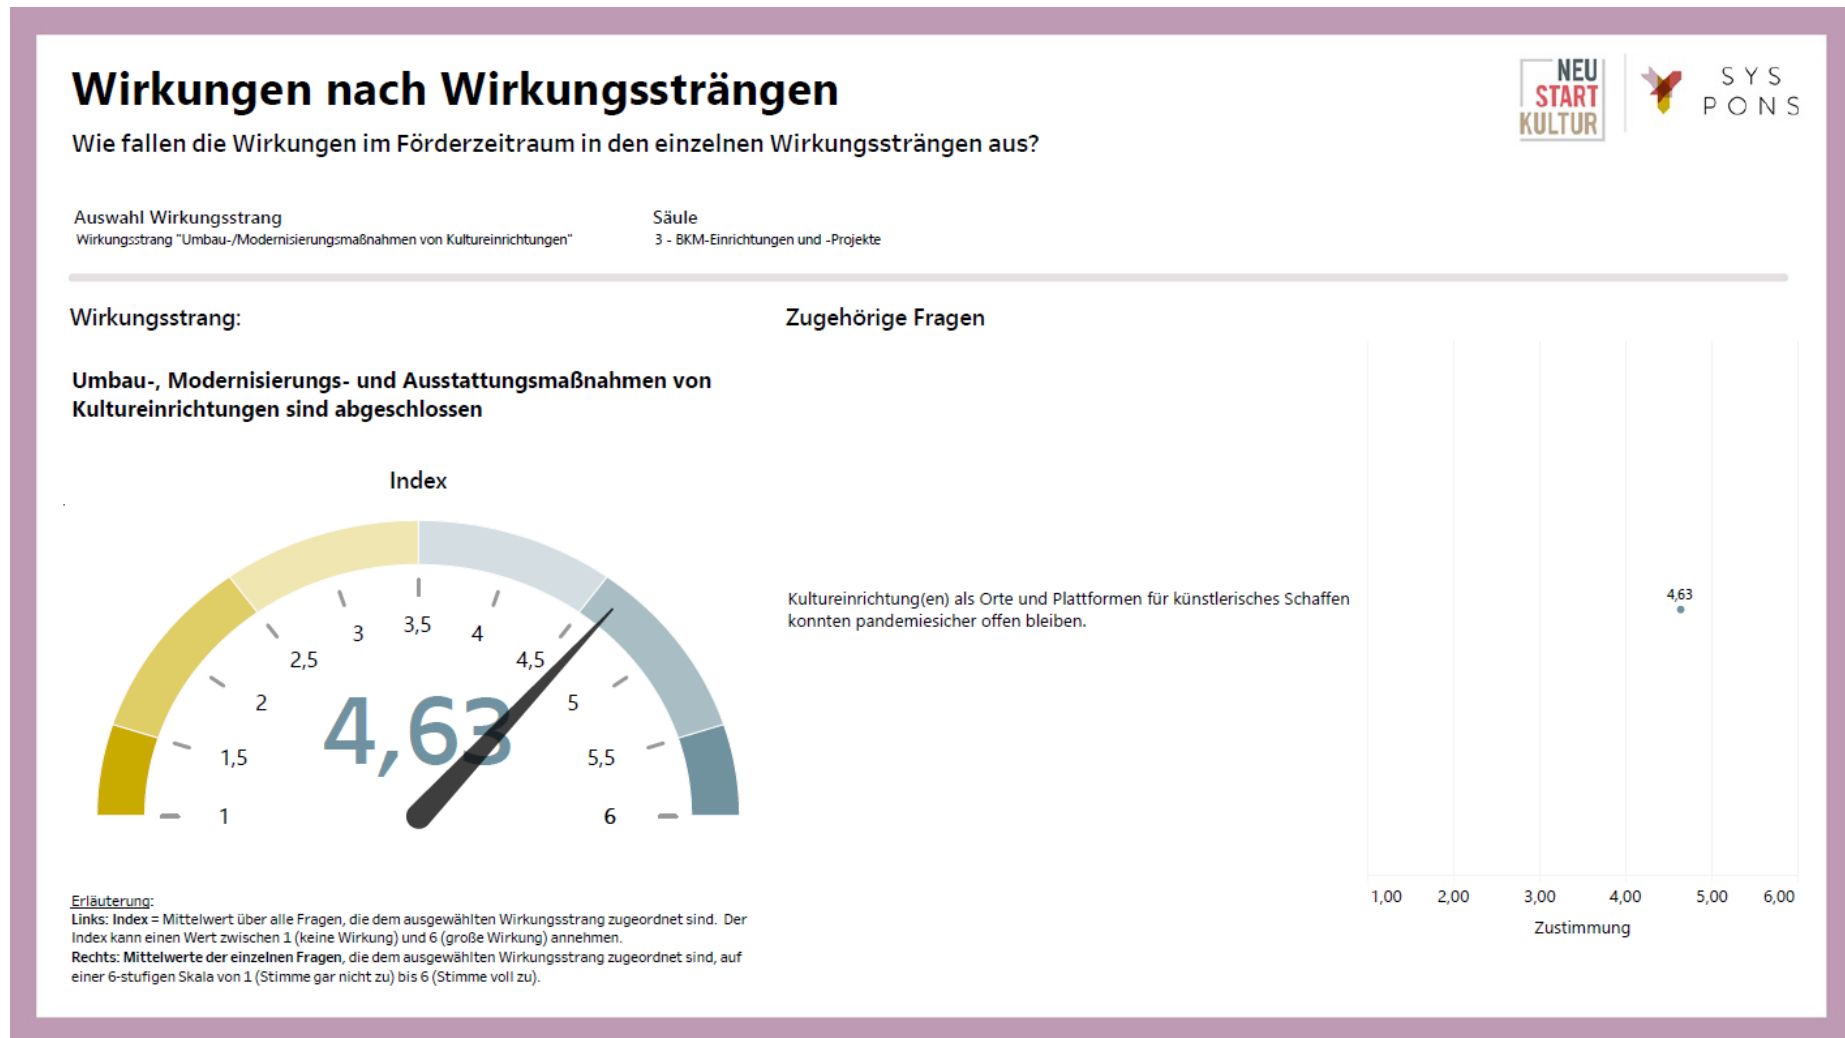 Wirkungen nach Wirkungssträngen
Wie fallen die Wirkungen im Förderzeitraum in den einzelnen Wirkungssträngen aus?
NEU
START
KULTUR
SYS
PONS
Auswahl Wirkungsstrang
Wirkungsstrang "Umbau-/Modernisierungsmaßnahmen von Kultureinrichtungen"
Säule
3 - BKM-Einrichtungen und -Projekte
Wirkungsstrang:
Umbau-, Modernisierungs- und Ausstattungsmaßnahmen von
Kultureinrichtungen sind abgeschlossen
Index
1
1,5
2
2,5
3
3,5
4
4,5
5
5,5
6
4,63
Erläuterung:
Links: Index = Mittelwert über alle Fragen, die dem ausgewählten Wirkungsstrang zugeordnet sind. Der
Index kann einen Wert zwischen 1 (keine Wirkung) und 6 (große Wirkung) annehmen.
Rechts: Mittelwerte der einzelnen Fragen, die dem ausgewählten Wirkungsstrang zugeordnet sind, auf
einer 6-stufigen Skala von 1 (Stimme gar nicht zu) bis 6 (Stimme voll zu).
Zugehörige Fragen
Kultureinrichtung(en) als Orte und Plattformen für künstlerisches Schaffen
konnten pandemiesicher offen bleiben.
4,63
1,00 2,00 3,00 4,00 5,00 6,00
Zustimmung